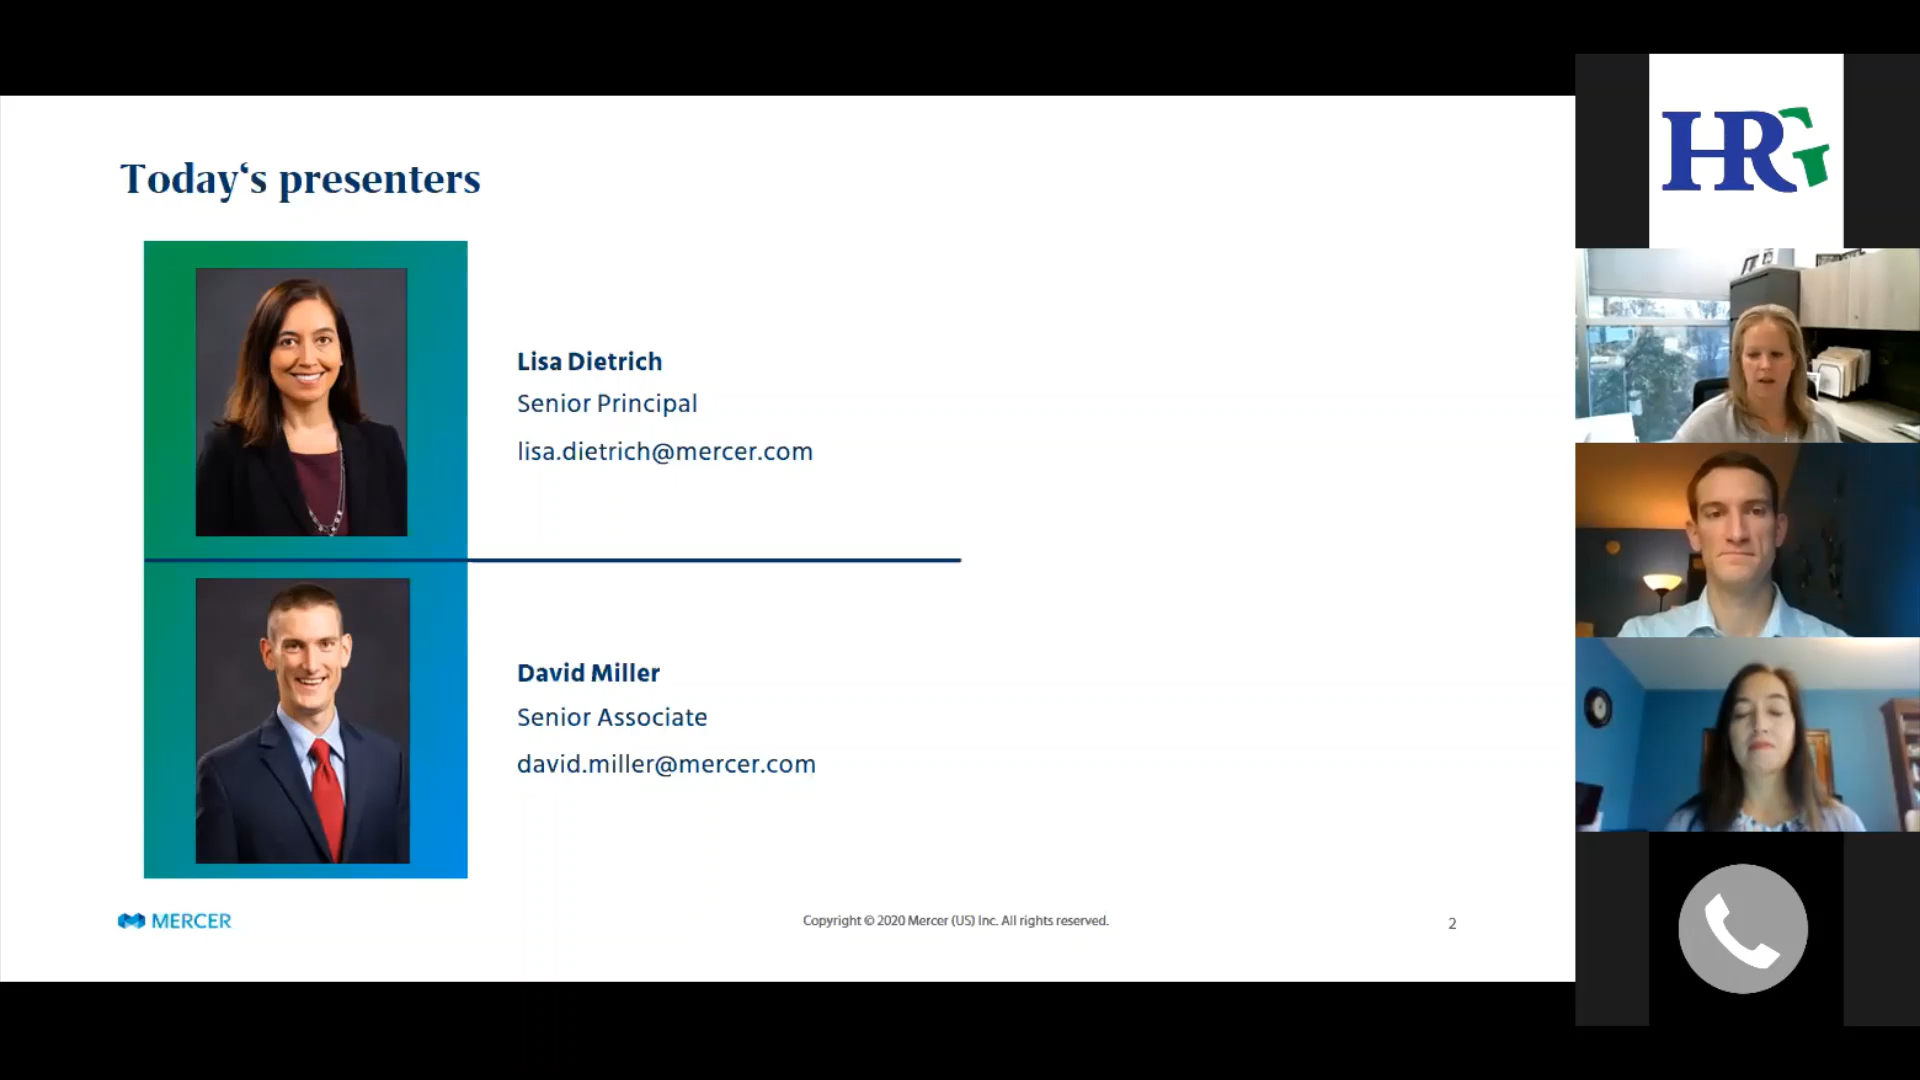 Today‘s presenters
Lisa Dietrich
Senior Principal
lisa.dietrich@mercer.com
David Miller
Senior Associate
david.miller@mercer.com
MERCER
Copyright © 2020 Mercer (US) Inc. All rights reserved.
2
HRG